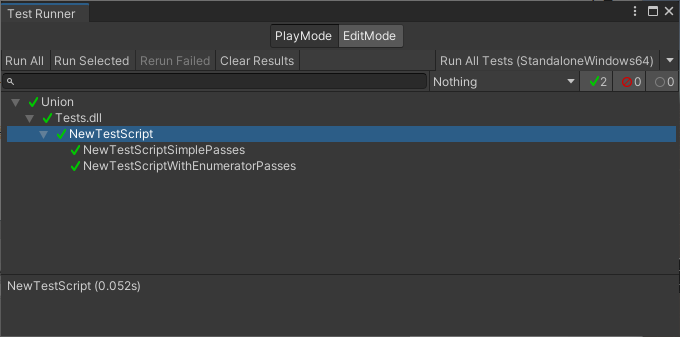 Test Runner
PlayMode EditMode
Run All Run Selected Rerun Failed Clear Results Run All Tests (StandaloneWindows64)
Nothing 2 0 0
Union
Tests.dll
NewTestScript
NewTestScriptSimplePasses
NewTestScriptWithEnumeratorPasses
NewTestScript (0.052s)